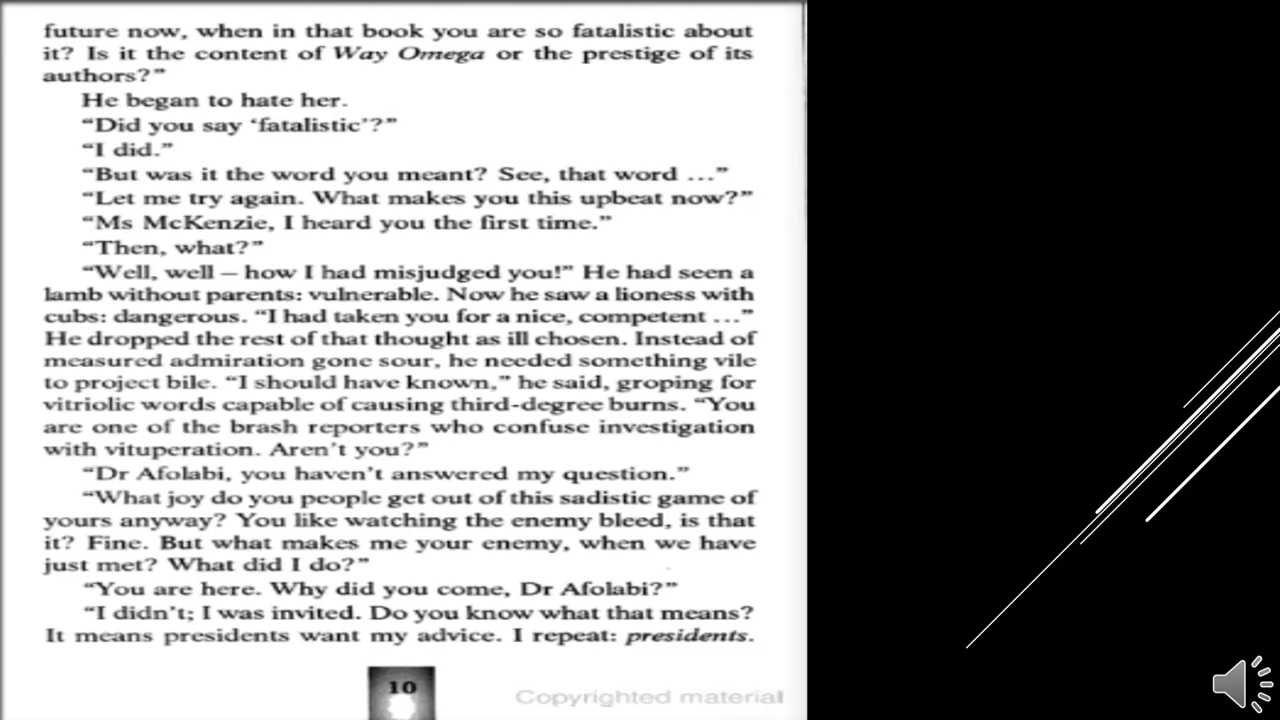 future now, when in that book you are so fatalistic about
it? Is it the content of Way Omega or the prestige of its
authors?”
He began to hate her.
“Did you say ‘fatalistic’?”
“I did.”
“But was it the word you meant? See, that word …”
“Let me try again. What makes you this upbeat now?”
“Ms McKenzie, I heard you the first time.”
“Then, what?”
“Well, well – how I had misjudged you!” He had seen a
lamb without parents: vulnerable. Now he saw a lioness with
cubs: dangerous. “I had taken you for a nice, competent …”
He dropped the rest of that thought as ill chosen. Instead of
measured admiration gone sour, he needed something vile
to project bile. “I should have known,” he said, groping for
vitriolic words capable of causing third-degree burns. “You
are one of the brash reporters who confuse investigation
with vituperation. Aren’t you?”
“Dr Afolabi, you haven’t answered my question.”
“What joy do you people get out of this sadistic game of
yours anyway? You like watching the enemy bleed, is that
it? Fine. But what makes me your enemy, when we have
just met? What did I do?”
“You are here. Why did you come, Dr Afolabi?”
“I didn’t; I was invited. Do you know what that means?
It means presidents want my advice. I repeat: presidents.
10
Copyrighted material